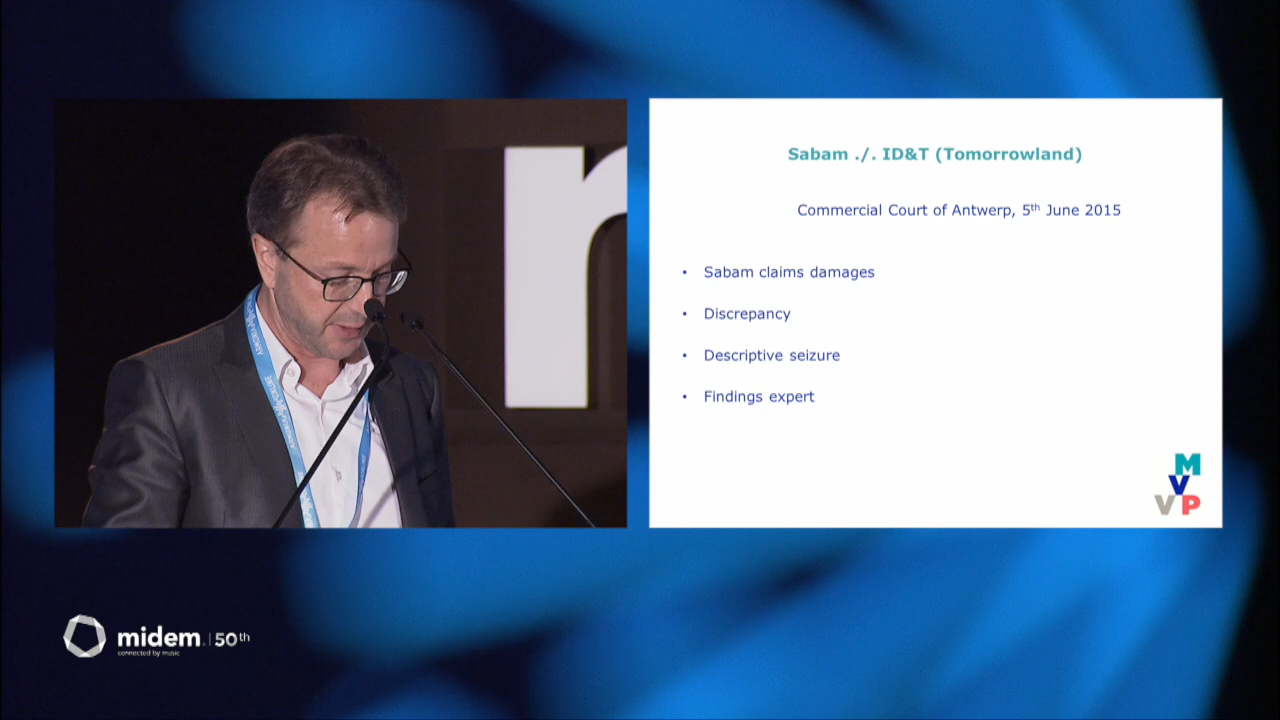 Sabam ./. ID&T (Tomorrowland)
Commercial Court of Antwerp, 5th June 2015
• Sabam claims damages
• Discrepancy
• Descriptive seizure
• Findings expert
M
V
V P
midem. | 50th
connected by music